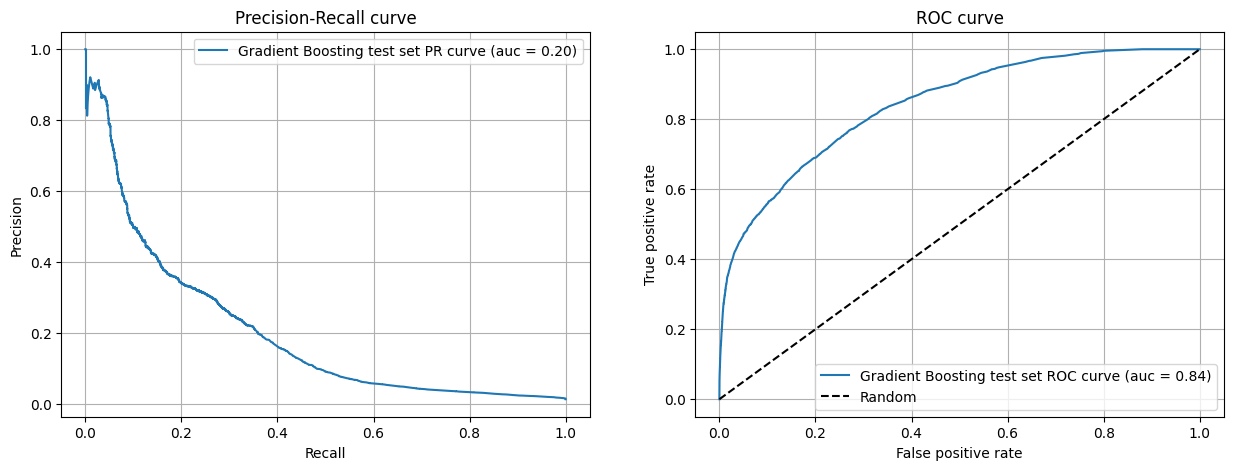 Precision-Recall curve
Gradient Boosting test set PR curve (auc = 0.20)
1.0
0.8
0.6
0.4
0.2
0.0
Precision
0.0 0.2 0.4 0.6 0.8 1.0
Recall
ROC curve
1.0
0.8
0.6
0.4
0.2
0.0
True positive rate
Gradient Boosting test set ROC curve (auc = 0.84)
Random
0.0 0.2 0.4 0.6 0.8 1.0
False positive rate